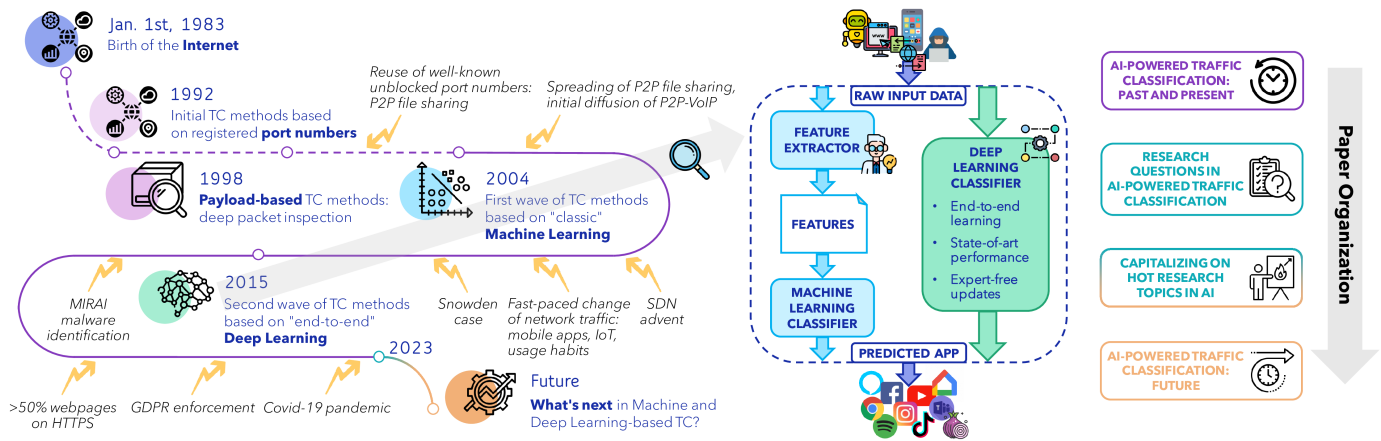 Jan. 1st, 1983
Birth of the Internet
1992
Initial TC methods based
on registered port numbers
Reuse of well-known
unblocked port numbers:
P2P file sharing
Spreading of P2P file sharing,
initial diffusion of P2P-VoIP
1998
Payload-based TC methods:
deep packet inspection
2004
First wave of TC methods
based on "classic"
Machine Learning
MIRAI
malware
identification
2015
Second wave of TC methods
based on "end-to-end"
Deep Learning
Snowden
case
Fast-paced change
of network traffic:
mobile apps, IoT,
usage habits
SDN
advent
2023
>50% webpages
on HTTPS
GDPR enforcement
Covid-19 pandemic
Future
What's next in Machine and
Deep Learning-based TC?
www
RAW INPUT DATA
FEATURE
EXTRACTOR
FEATURES
MACHINE
LEARNING
CLASSIFIER
DEEP
LEARNING
CLASSIFIER
• End-to-end
learning
• State-of-art
performance
• Expert-free
updates
PREDICTED APP
AI-POWERED TRAFFIC
CLASSIFICATION:
PAST AND PRESENT
RESEARCH
QUESTIONS IN
AI-POWERED TRAFFIC
CLASSIFICATION
CAPITALIZING ON
HOT RESEARCH
TOPICS IN AI
AI-POWERED TRAFFIC
CLASSIFICATION:
FUTURE
Paper Organization